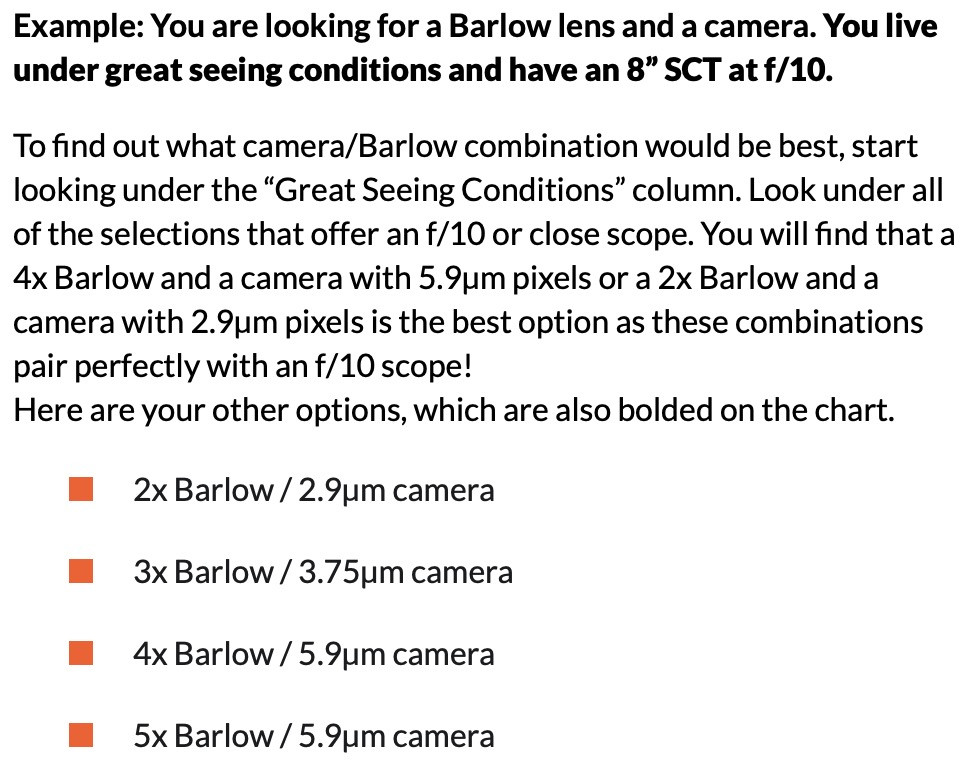 Example: You are looking for a Barlow lens and a camera. You live
under great seeing conditions and have an 8” SCT at f/10.
To find out what camera/Barlow combination would be best, start
looking under the “Great Seeing Conditions” column. Look under all
of the selections that offer an f/10 or close scope. You will find that a
4x Barlow and a camera with 5.9μm pixels or a 2x Barlow and a
camera with 2.9μm pixels is the best option as these combinations
pair perfectly with an f/10 scope!
Here are your other options, which are also bolded on the chart.
2x Barlow / 2.9μm camera
3x Barlow / 3.75μm camera
4x Barlow / 5.9μm camera
5x Barlow / 5.9μm camera